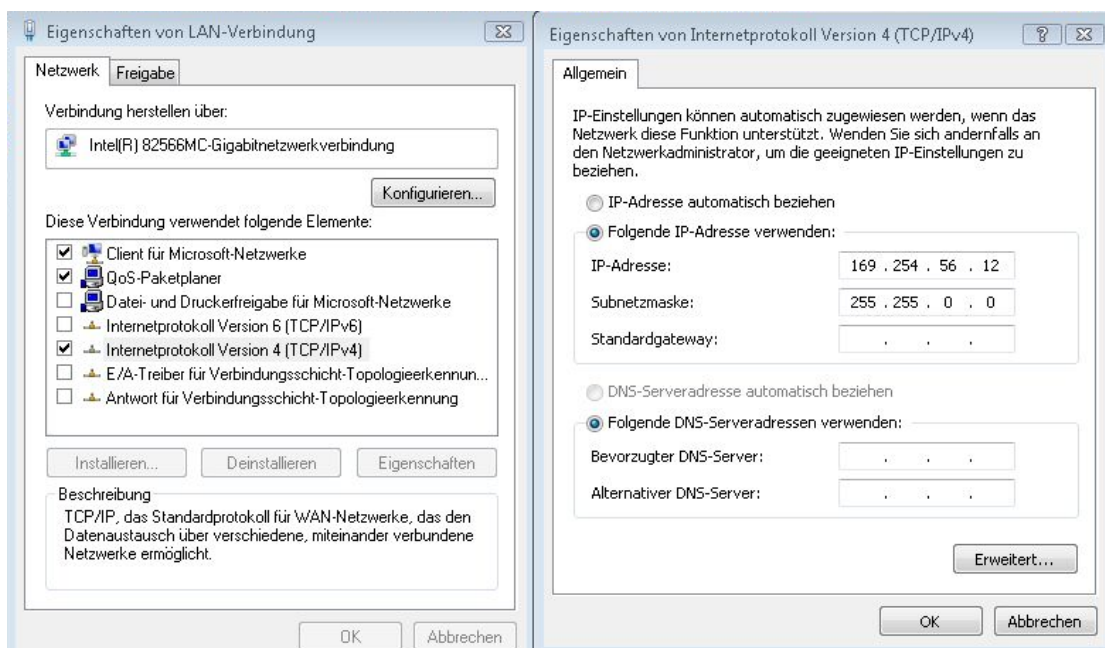 Eigenschaften von LAN-Verbindung
Netzwerk Freigabe
Verbindung herstellen über:
Intel(R) 82566MC-Gigabitnetzwerkverbindung
Konfigurieren...
Diese Verbindung verwendet folgende Elemente:
Client für Microsoft-Netzwerke
QoS-Paketplaner
Datei- und Druckerfreigabe für Microsoft-Netzwerke
Internetprotokoll Version 6 (TCP/IPv6)
Internetprotokoll Version 4 (TCP/IPv4)
E/A-Treiber für Verbindungsschicht-Topologieerkennun...
Antwort für Verbindungsschicht-Topologieerkennung
Installieren... Deinstallieren Eigenschaften
Beschreibung
TCP/IP, das Standardprotokoll für WAN-Netzwerke, das den
Datenaustausch über verschiedene, miteinander verbundene
Netzwerke ermöglicht.
OK Abbrechen
Eigenschaften von Internetprotokoll Version 4 (TCP/IPv4)
Allgemein
IP-Einstellungen können automatisch zugewiesen werden, wenn das
Netzwerk diese Funktion unterstützt. Wenden Sie sich andernfalls an
den Netzwerkadministrator, um die geeigneten IP-Einstellungen zu
beziehen.
IP-Adresse automatisch beziehen
Folgende IP-Adresse verwenden:
IP-Adresse: 169 . 254 . 56 . 12
Subnetzmaske: 255 . 255 . 0 . 0
Standardgateway: . . .
DNS-Serveradresse automatisch beziehen
Folgende DNS-Serveradressen verwenden:
Bevorzugter DNS-Server: . . .
Alternativer DNS-Server: . . .
Erweitert...
OK Abbrechen